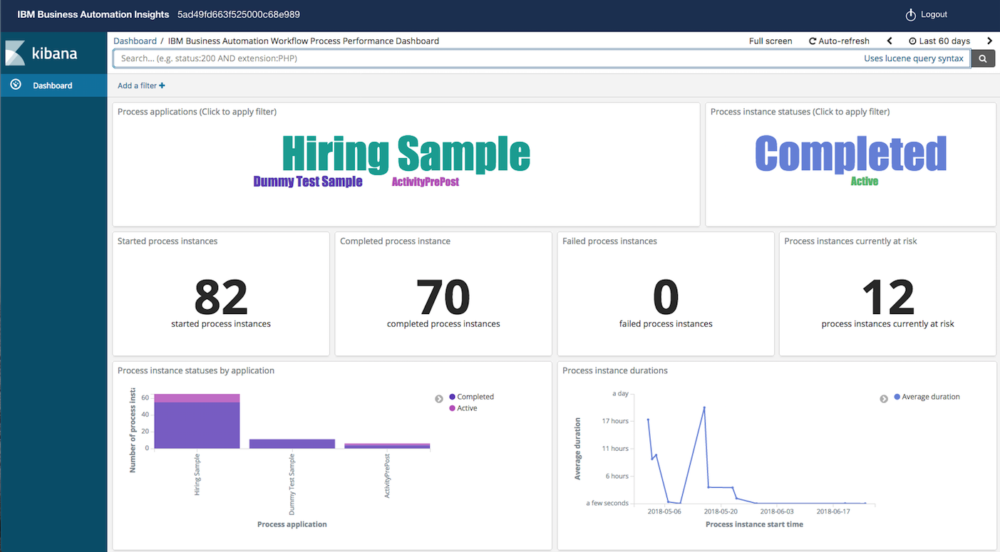 IBM Business Automation Insights 5ad49fd663f525000c68e989
Logout
kibana
Dashboard
Dashboard / IBM Business Automation Workflow Process Performance Dashboard
Full screen Auto-refresh Last 60 days
Search... (e.g. status:200 AND extension:PHP)
Uses lucene query syntax
Add a filter +
Process applications (Click to apply filter)
Hiring Sample
Dummy Test Sample ActivityPrePost
Process instance statuses (Click to apply filter)
Completed
Active
Started process instances
82
started process instances
Completed process instance
70
completed process instances
Failed process instances
0
failed process instances
Process instances currently at risk
12
process instances currently at risk
Process instance statuses by application
Number of process insta
60
40
20
0
Hiring Sample
Dummy Test Sample
ActivityPrePost
Process application
Completed
Active
Process instance durations
Average duration
a day
17 hours
11 hours
6 hours
a few seconds
2018-05-06 2018-05-20 2018-06-03 2018-06-17
Process instance start time
Average duration